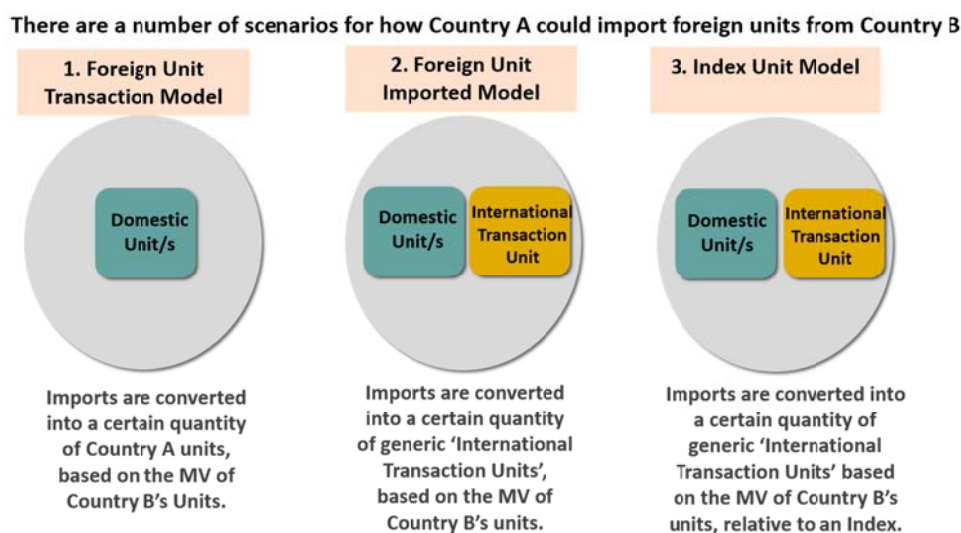 There are a number of scenarios for how Country A could import foreign units from Country B
1. Foreign Unit
Transaction Model
2. Foreign Unit
Imported Model
3. Index Unit Model
Domestic
Unit/s
Domestic
Unit/s
International
Transaction
Unit
Domestic
Unit/s
International
Transaction
Unit
Imports are converted
into a certain quantity
of Country A units,
based on the MV of
Country B's Units.
Imports are converted
into a certain quantity
of generic ‘International
Transaction Units’,
based on the MV of
Country B's units.
Imports are converted into
a certain quantity of
generic ‘International
Transaction Units’ based
on the MV of Country B's
units, relative to an Index.